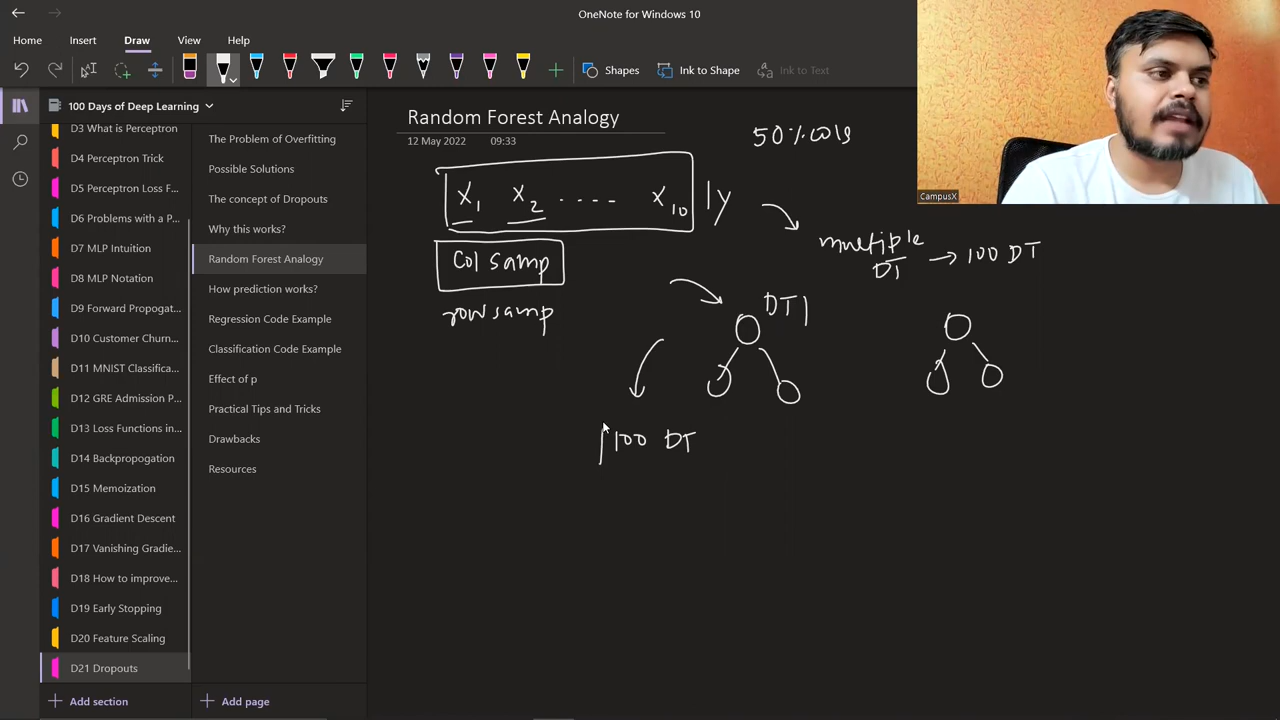 OneNote for Windows 10
Home Insert Draw View Help
Shapes Ink to Shape Ink to Text
100 Days of Deep Learning
D3 What is Perceptron
D4 Perceptron Trick
D5 Perceptron Loss F...
D6 Problems with a P...
D7 MLP Intuition
D8 MLP Notation
D9 Forward Propogat...
D10 Customer Churn...
D11 MNIST Classifica...
D12 GRE Admission P...
D13 Loss Functions in...
D14 Backpropogation
D15 Memoization
D16 Gradient Descent
D17 Vanishing Gradie...
D18 How to improve...
D19 Early Stopping
D20 Feature Scaling
D21 Dropouts
Add section
The Problem of Overfitting
Possible Solutions
The concept of Dropouts
Why this works?
Random Forest Analogy
How prediction works?
Regression Code Example
Classification Code Example
Effect of p
Practical Tips and Tricks
Drawbacks
Resources
Add page
Random Forest Analogy
12 May 2022 09:33
50% cols
X1 X2 .... X10 | y
Col samp
row samp
multiple
DT → 100 DT
DT1
100 DT
CampusX